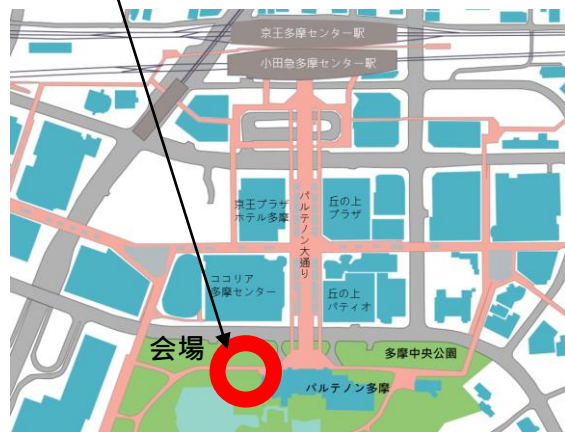 京王多摩センター駅
小田急多摩センター駅
京王プラザ
ホテル多摩
パルテノン大通り
丘の上
プラザ
ココリア
多摩センター
丘の上
パティオ
会場
多摩中央公園
パルテノン多摩